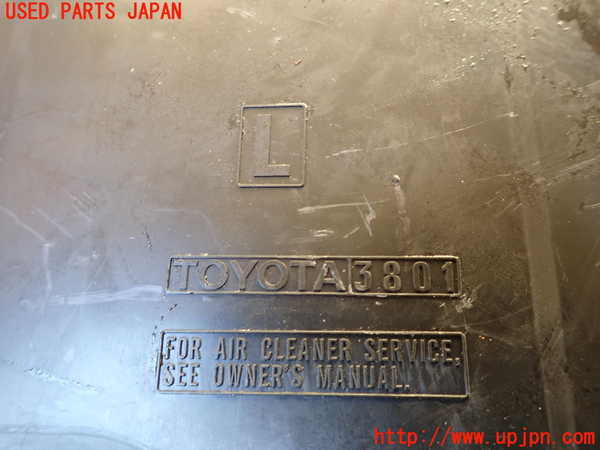 USED PARTS JAPAN
L
TOYOTA 3801
FOR AIR CLEANER SERVICE,
SEE OWNER'S MANUAL.
http://www.upjpn.com/